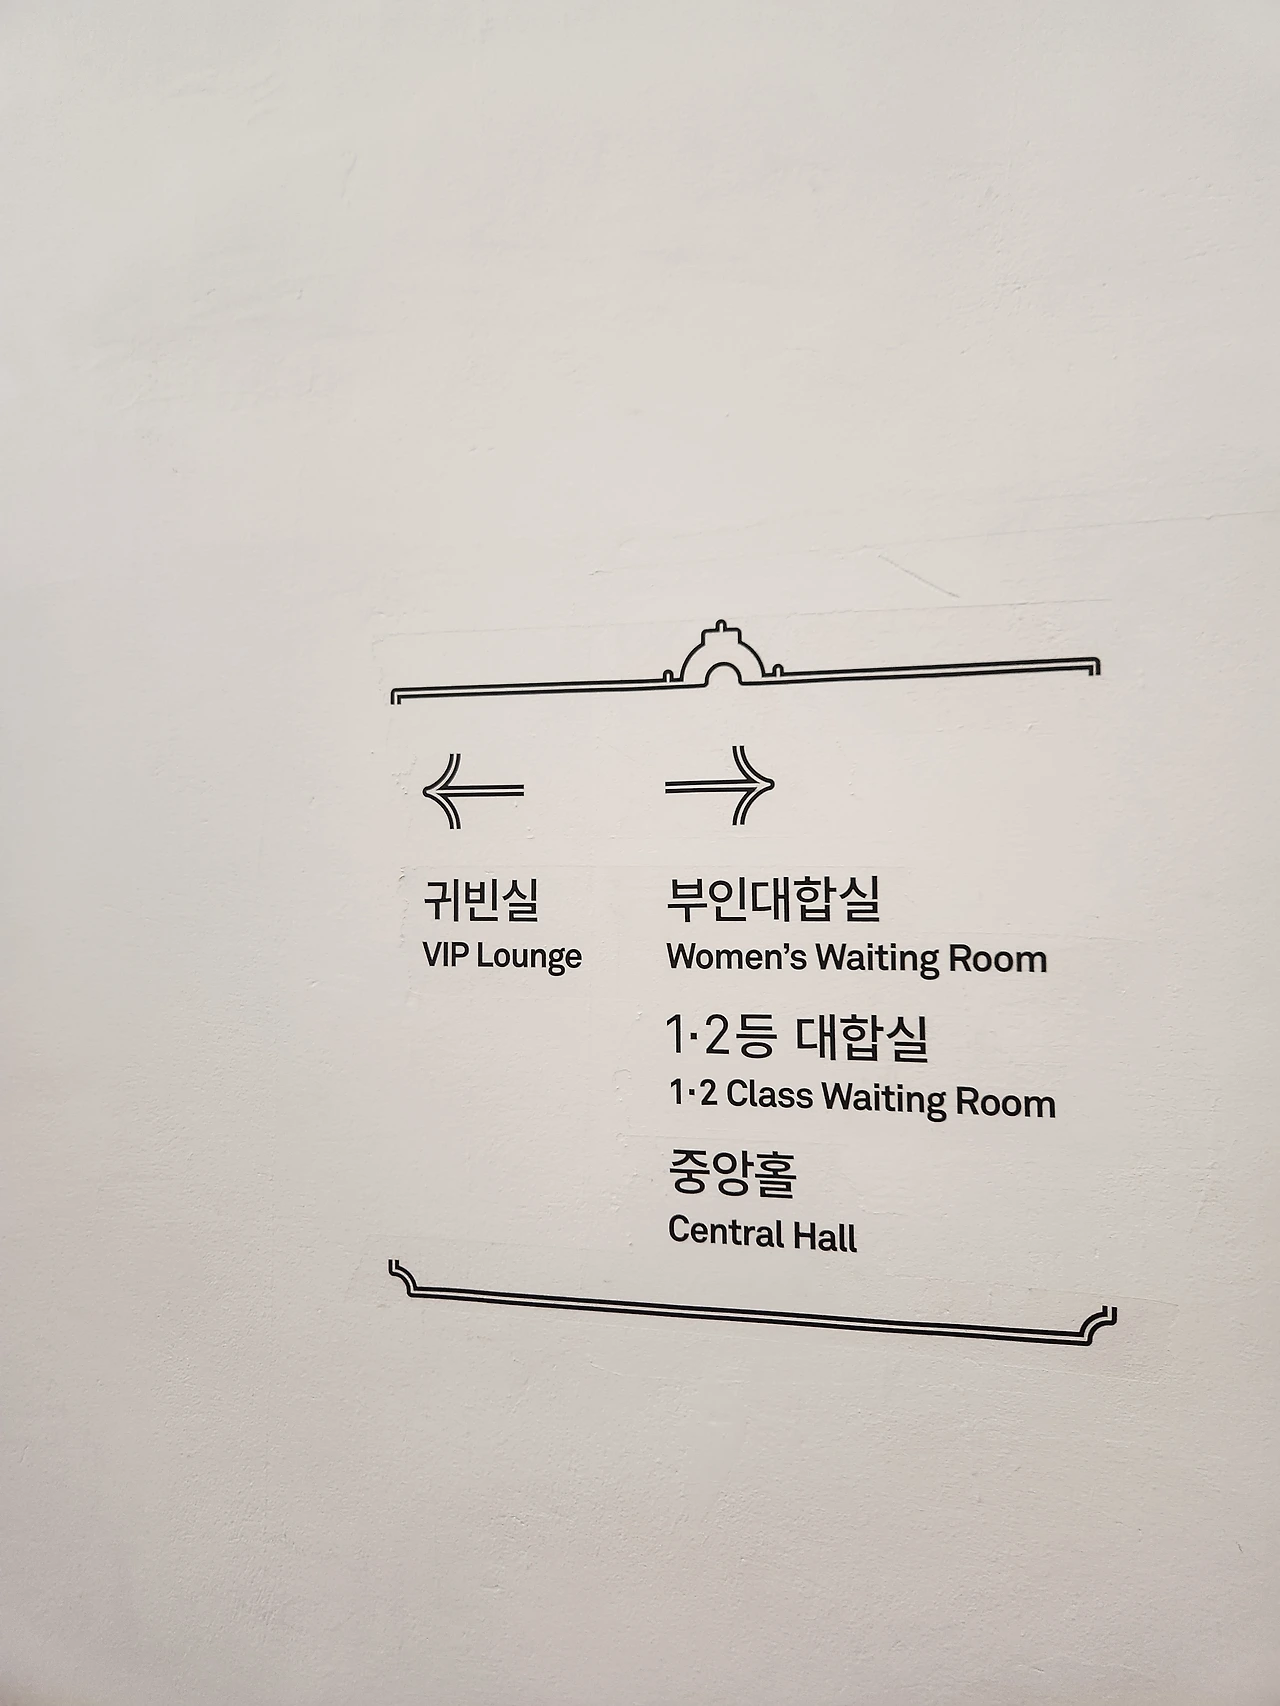 귀빈실
VIP Lounge
부인대합실
Women's Waiting Room
1·2등 대합실
1·2 Class Waiting Room
중앙홀
Central Hall